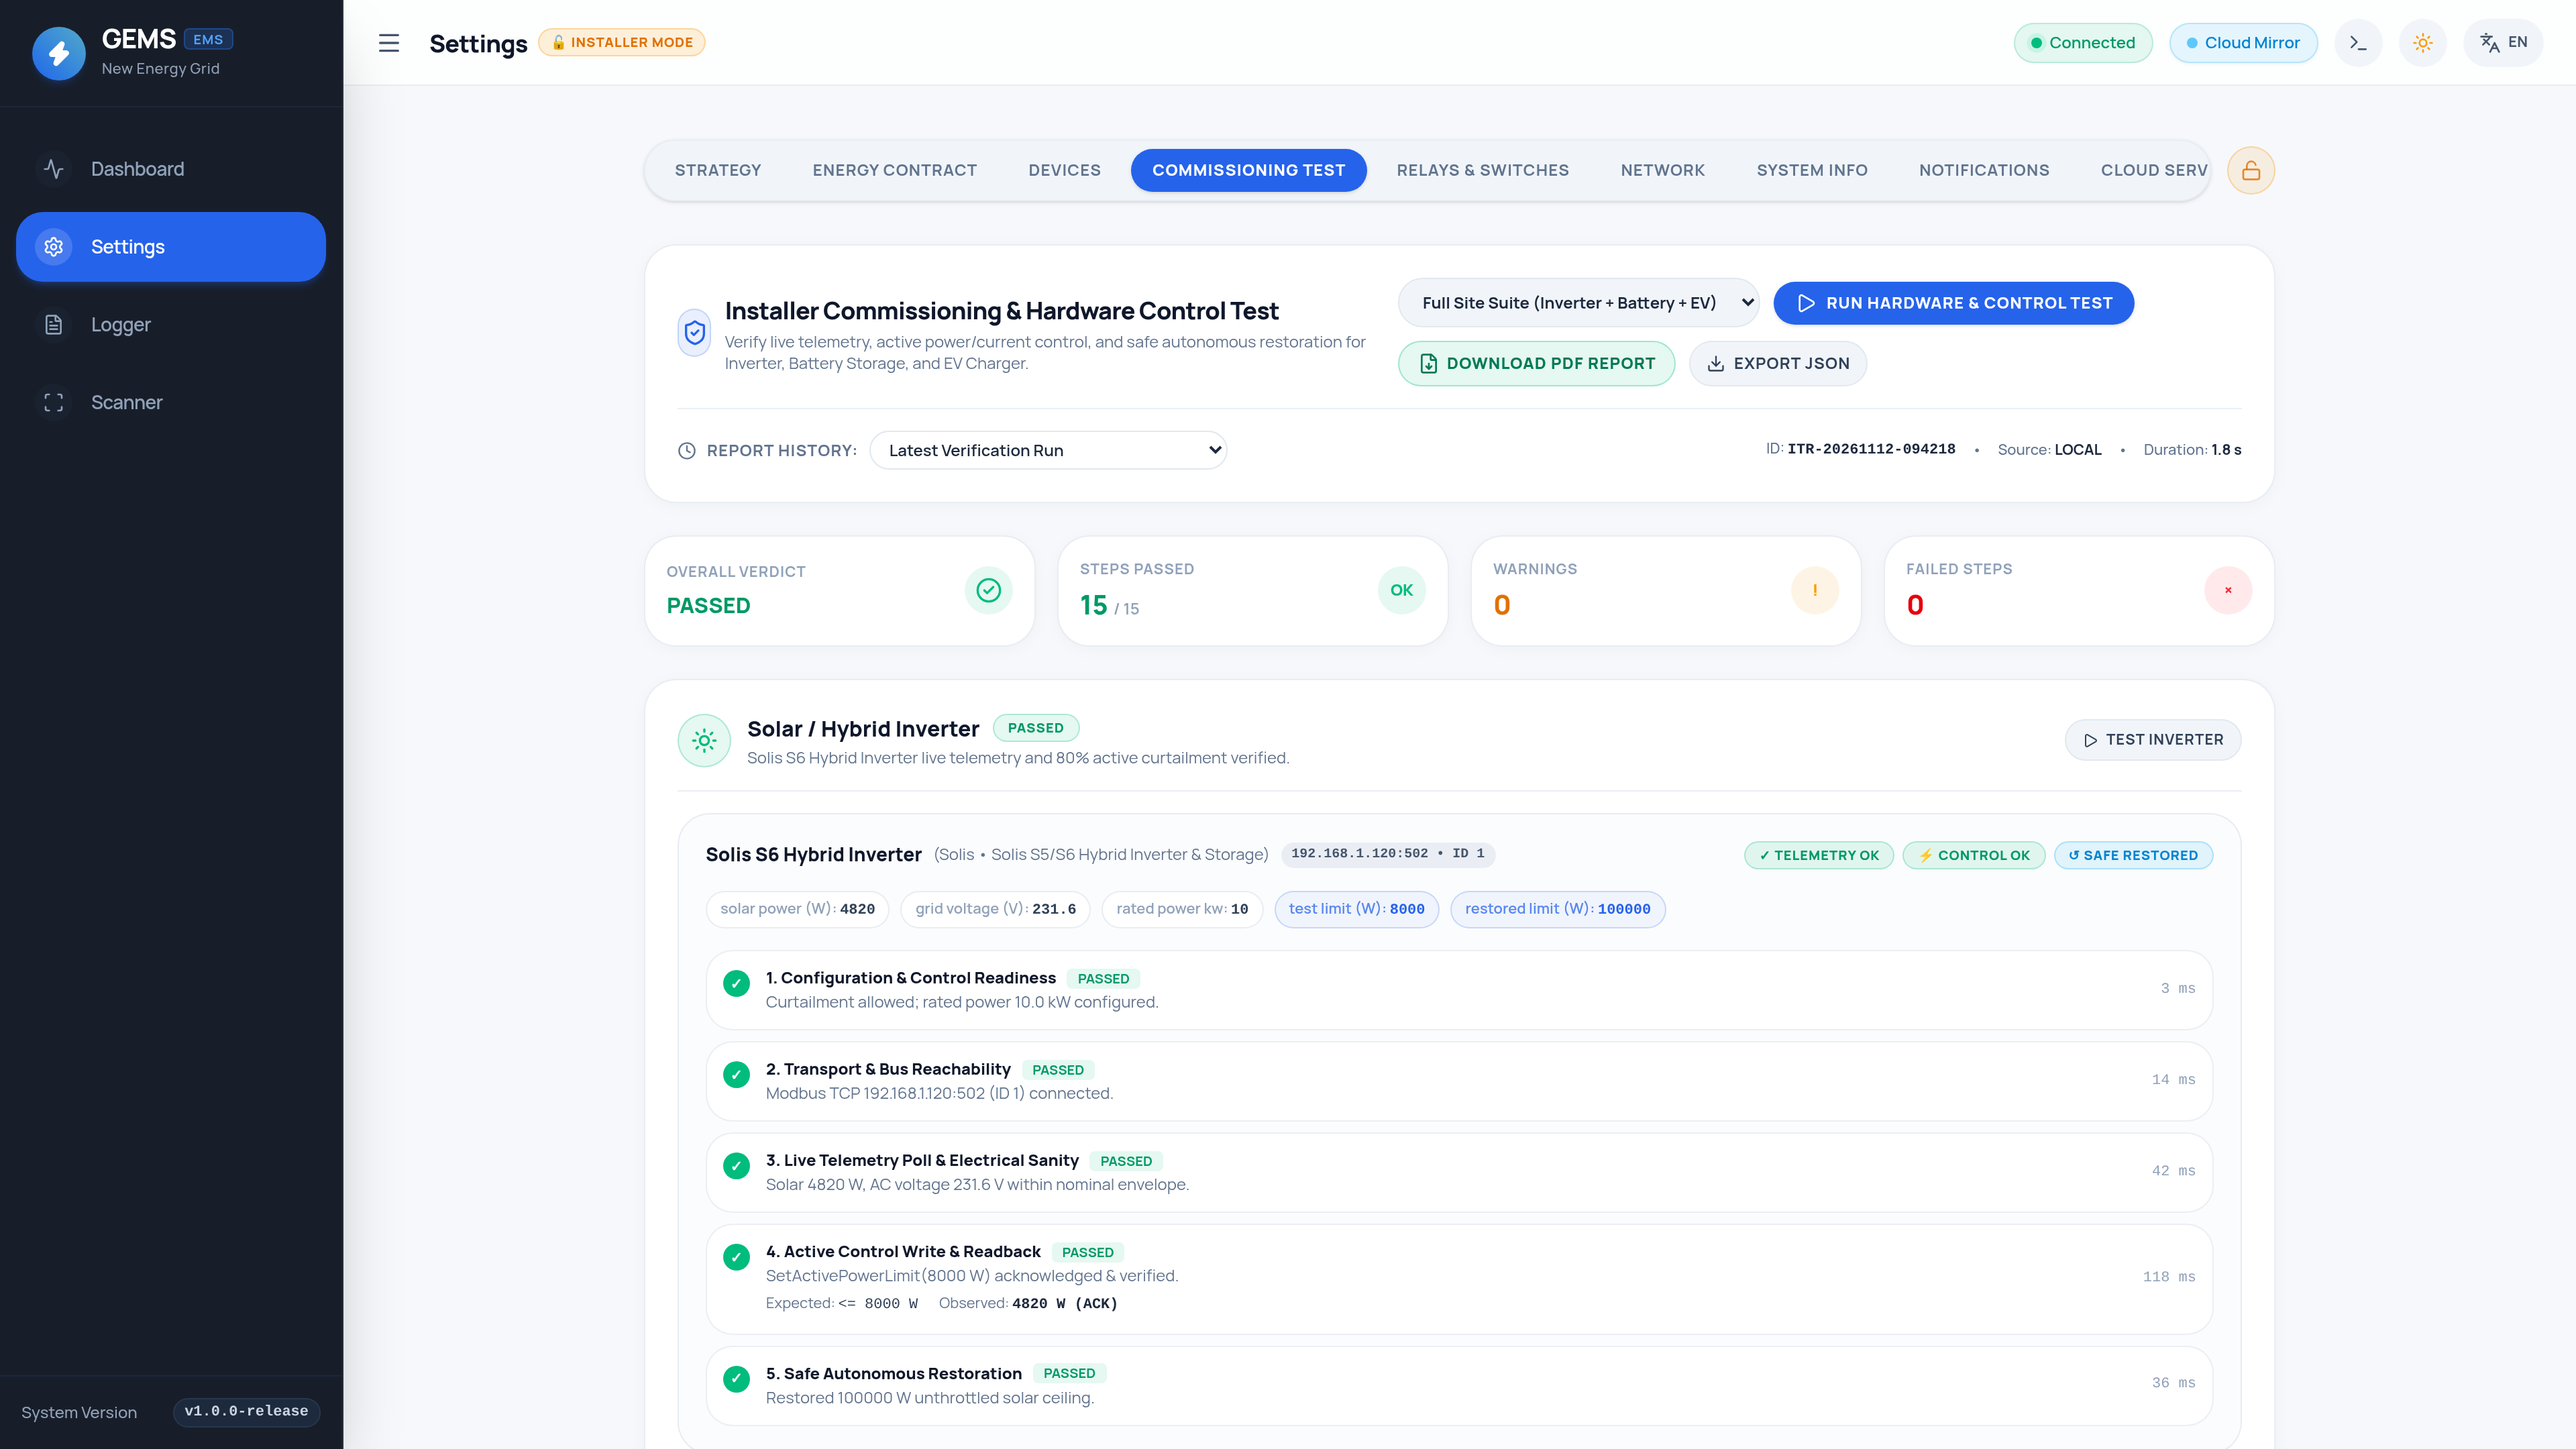 GEMS EMS
New Energy Grid
Dashboard
Settings
Logger
Scanner
System Version v1.0.0-release
Settings 🔓 INSTALLER MODE
Connected
Cloud Mirror
EN
STRATEGY ENERGY CONTRACT DEVICES COMMISSIONING TEST RELAYS & SWITCHES NETWORK SYSTEM INFO NOTIFICATIONS CLOUD SERV
Installer Commissioning & Hardware Control Test
Verify live telemetry, active power/current control, and safe autonomous restoration for
Inverter, Battery Storage, and EV Charger.
Full Site Suite (Inverter + Battery + EV)
RUN HARDWARE & CONTROL TEST
DOWNLOAD PDF REPORT
EXPORT JSON
REPORT HISTORY: Latest Verification Run
ID: ITR-20261112-094218 • Source: LOCAL • Duration: 1.8 s
OVERALL VERDICT
PASSED
STEPS PASSED
15 / 15
OK
WARNINGS
0
!
FAILED STEPS
0
×
Solar / Hybrid Inverter PASSED
Solis S6 Hybrid Inverter live telemetry and 80% active curtailment verified.
TEST INVERTER
Solis S6 Hybrid Inverter (Solis • Solis S5/S6 Hybrid Inverter & Storage) 192.168.1.120:502 • ID 1
✓ TELEMETRY OK ⚡ CONTROL OK ↺ SAFE RESTORED
solar power (W): 4820 grid voltage (V): 231.6 rated power kw: 10 test limit (W): 8000 restored limit (W): 100000
✓ 1. Configuration & Control Readiness PASSED
Curtailment allowed; rated power 10.0 kW configured.
3 ms
✓ 2. Transport & Bus Reachability PASSED
Modbus TCP 192.168.1.120:502 (ID 1) connected.
14 ms
✓ 3. Live Telemetry Poll & Electrical Sanity PASSED
Solar 4820 W, AC voltage 231.6 V within nominal envelope.
42 ms
✓ 4. Active Control Write & Readback PASSED
SetActivePowerLimit(8000 W) acknowledged & verified.
Expected: <= 8000 W Observed: 4820 W (ACK)
118 ms
✓ 5. Safe Autonomous Restoration PASSED
Restored 100000 W unthrottled solar ceiling.
36 ms